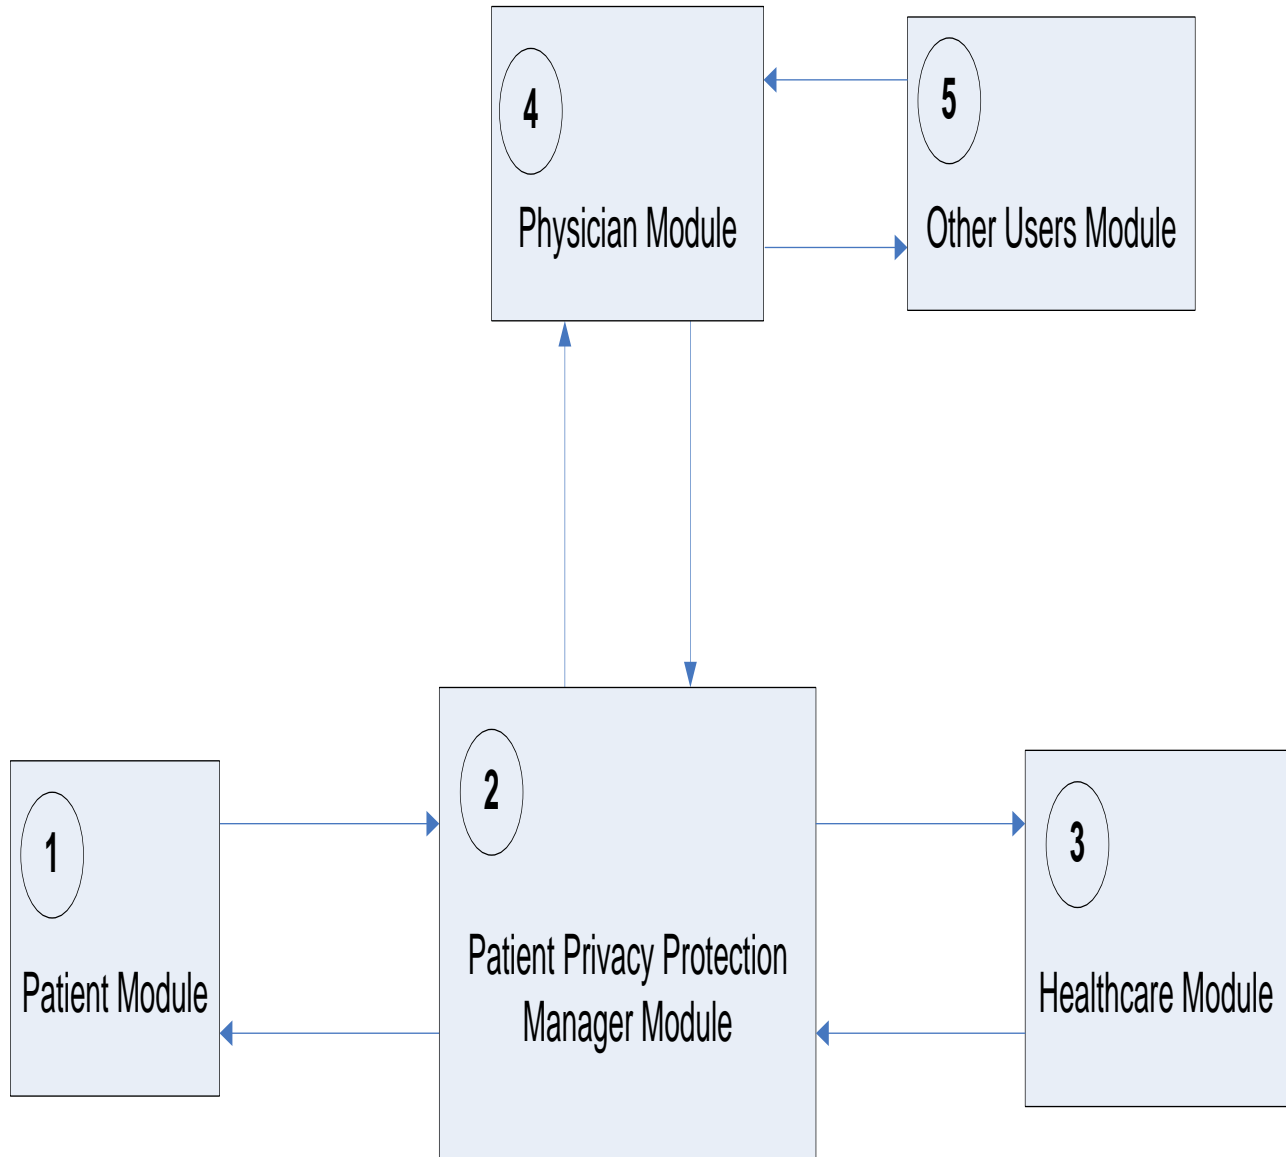 4
Physician Module
5
Other Users Module
1
Patient Module
2
Patient Privacy Protection
Manager Module
3
Healthcare Module